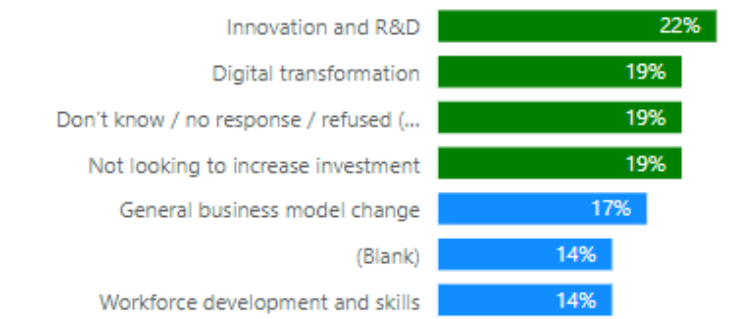 Innovation and R&D 22%
Digital transformation 19%
Don't know / no response / refused (... 19%
Not looking to increase investment 19%
General business model change 17%
(Blank) 14%
Workforce development and skills 14%